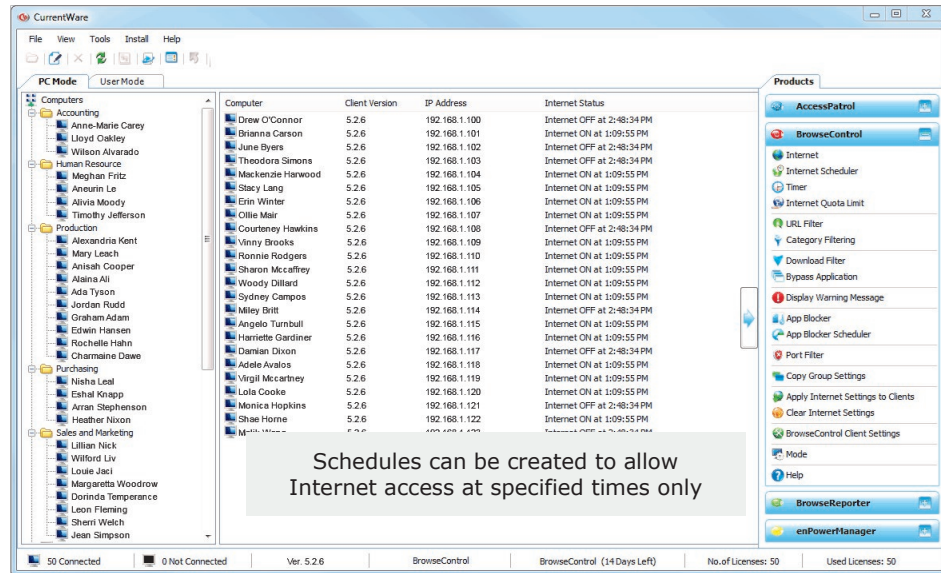 CurrentWare
File View Tools Install Help
PC Mode User Mode
Computers
Accounting
Anne-Marie Carey
Lloyd Oakley
Wilson Alvarado
Human Resource
Meghan Fritz
Aneurin Le
Alivia Moody
Timothy Jefferson
Production
Alexandria Kent
Mary Leach
Anisah Cooper
Alaina Ali
Ada Tyson
Jordan Rudd
Graham Adam
Edwin Hansen
Rochelle Hahn
Charmaine Dawe
Purchasing
Nisha Leal
Eshal Knapp
Arran Stephenson
Heather Nixon
Sales and Marketing
Lillian Nick
Wilford Liv
Louie Jaci
Margaretta Woodrow
Dorinda Temperance
Leon Fleming
Sherri Welch
Jean Simpson
Computer Client Version IP Address Internet Status
Drew O'Connor 5.2.6 192.168.1.100 Internet OFF at 2:48:34 PM
Brianna Carson 5.2.6 192.168.1.101 Internet ON at 1:09:55 PM
June Byers 5.2.6 192.168.1.102 Internet OFF at 2:48:34 PM
Theodora Simons 5.2.6 192.168.1.103 Internet OFF at 2:48:34 PM
Mackenzie Harwood 5.2.6 192.168.1.104 Internet ON at 1:09:55 PM
Stacy Lang 5.2.6 192.168.1.105 Internet ON at 1:09:55 PM
Erin Winter 5.2.6 192.168.1.106 Internet ON at 1:09:55 PM
Ollie Mair 5.2.6 192.168.1.107 Internet ON at 1:09:55 PM
Courteney Hawkins 5.2.6 192.168.1.108 Internet OFF at 2:48:34 PM
Vinny Brooks 5.2.6 192.168.1.109 Internet ON at 1:09:55 PM
Ronnie Rodgers 5.2.6 192.168.1.110 Internet ON at 1:09:55 PM
Sharon Mccaffrey 5.2.6 192.168.1.111 Internet ON at 1:09:55 PM
Woody Dillard 5.2.6 192.168.1.112 Internet ON at 1:09:55 PM
Sydney Campos 5.2.6 192.168.1.113 Internet ON at 1:09:55 PM
Miley Britt 5.2.6 192.168.1.114 Internet OFF at 2:48:34 PM
Angelo Turnbull 5.2.6 192.168.1.115 Internet ON at 1:09:55 PM
Harriette Gardiner 5.2.6 192.168.1.116 Internet ON at 1:09:55 PM
Damian Dixon 5.2.6 192.168.1.117 Internet OFF at 2:48:34 PM
Adele Avalos 5.2.6 192.168.1.118 Internet ON at 1:09:55 PM
Virgil Mccartney 5.2.6 192.168.1.119 Internet ON at 1:09:55 PM
Lola Cooke 5.2.6 192.168.1.120 Internet ON at 1:09:55 PM
Monica Hopkins 5.2.6 192.168.1.121 Internet OFF at 2:48:34 PM
Shae Horne 5.2.6 192.168.1.122 Internet ON at 1:09:55 PM
Schedules can be created to allow
Internet access at specified times only
Products
AccessPatrol
BrowseControl
Internet
Internet Scheduler
Timer
Internet Quota Limit
URL Filter
Category Filtering
Download Filter
Bypass Application
Display Warning Message
App Blocker
App Blocker Scheduler
Port Filter
Copy Group Settings
Apply Internet Settings to Clients
Clear Internet Settings
BrowseControl Client Settings
Mode
Help
BrowseReporter
enPowerManager
50 Connected 0 Not Connected Ver. 5.2.6 BrowseControl BrowseControl (14 Days Left) No.of Licenses: 50 Used Licenses: 50